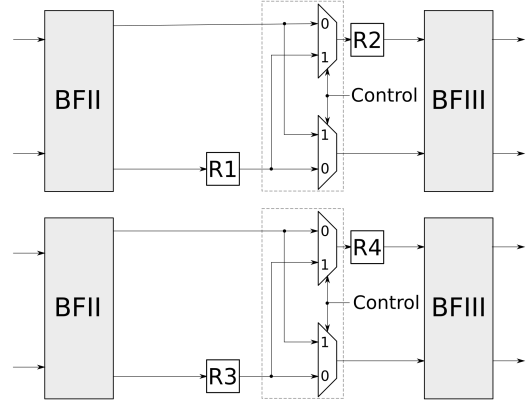 0
R2
1
BFII
Control
BFIII
1
R1
0
0
R4
1
BFII
Control
BFIII
1
R3
0